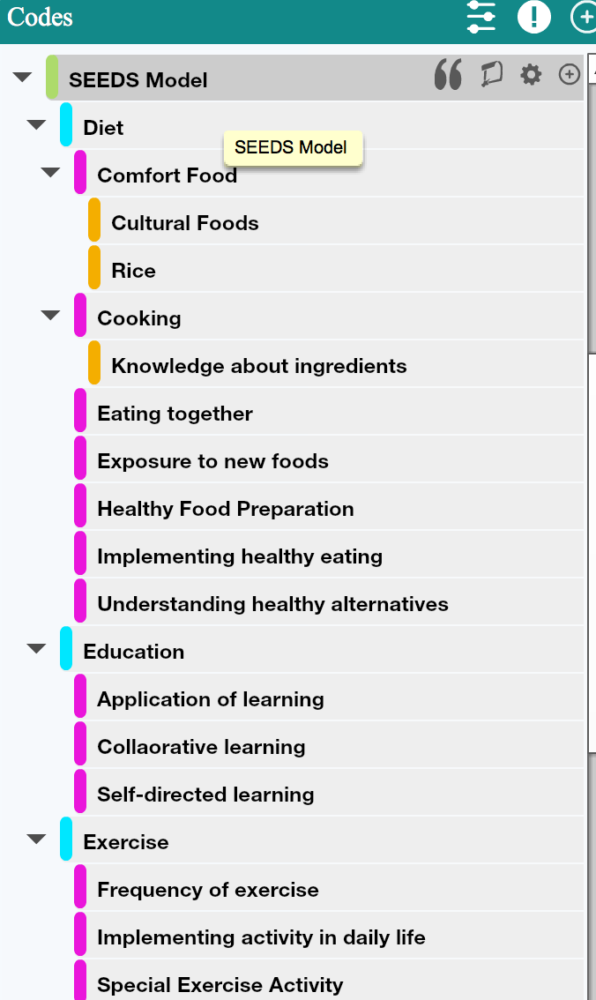 Codes
SEEDS Model
Diet
SEEDS Model
Comfort Food
Cultural Foods
Rice
Cooking
Knowledge about ingredients
Eating together
Exposure to new foods
Healthy Food Preparation
Implementing healthy eating
Understanding healthy alternatives
Education
Application of learning
Collaorative learning
Self-directed learning
Exercise
Frequency of exercise
Implementing activity in daily life
Special Exercise Activity